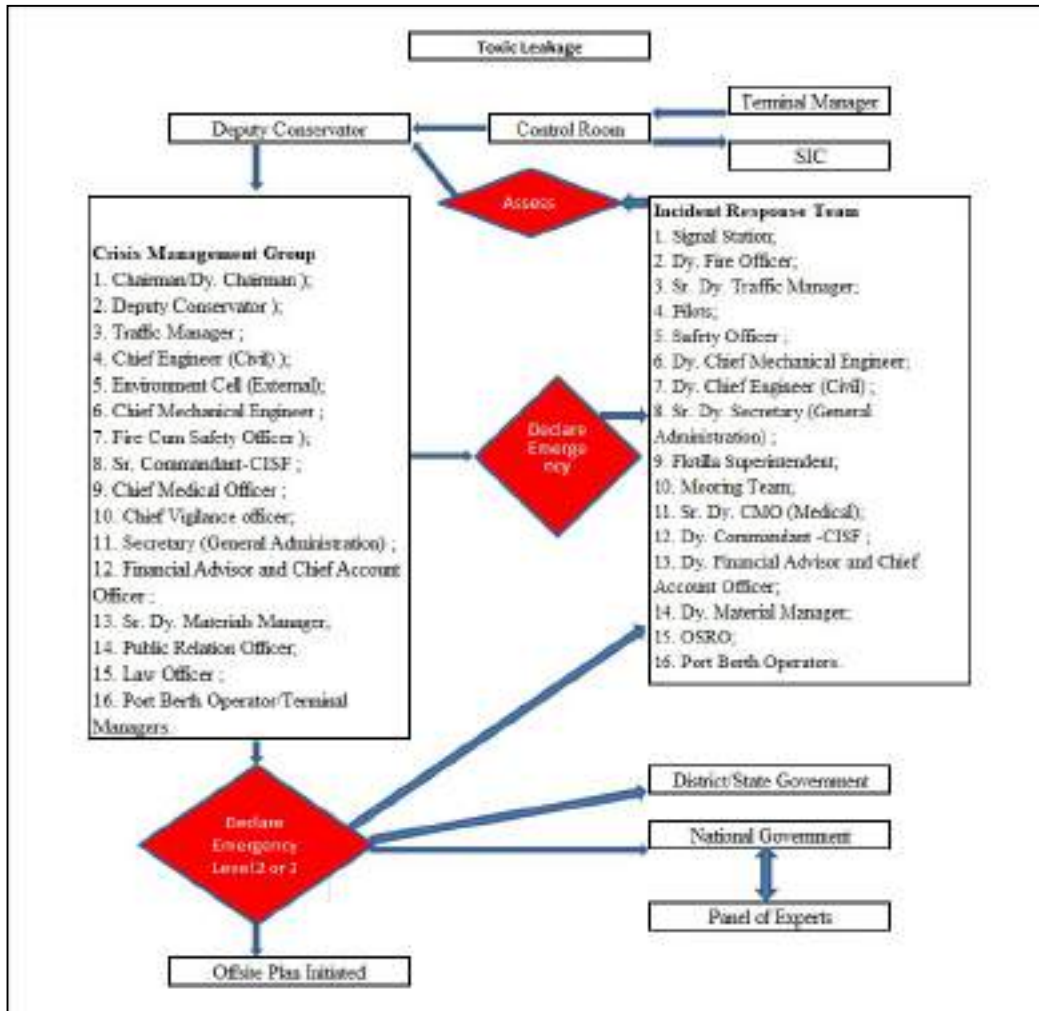 Toxic Leakage
Terminal Manager
Deputy Conservator
Control Room
SIC
Assess
Crisis Management Group
1. Chairman/Dy. Chairman );
2. Deputy Conservator );
3. Traffic Manager ;
4. Chief Engineer (Civil) );
5. Environment Cell (External);
6. Chief Mechanical Engineer ;
7. Fire Cum Safety Officer );
8. Sr. Commandant-CISF ;
9. Chief Medical Officer ;
10. Chief Vigilance officer;
11. Secretary (General Administration) ;
12. Financial Advisor and Chief Account
Officer ;
13. Sr. Dy. Materials Manager;
14. Public Relation Officer;
15. Law Officer ;
16. Port Berth Operator/Terminal
Managers.
Declare
Emerge
ncy
Incident Response Team
1. Signal Station;
2. Dy. Fire Officer;
3. Sr. Dy. Traffic Manager;
4. Pilots;
5. Safety Officer ;
6. Dy. Chief Mechanical Engineer;
7. Dy. Chief Engineer (Civil) ;
8. Sr. Dy. Secretary (General
Administration) ;
9. Flotilla Superintendent;
10. Mooring Team;
11. Sr. Dy. CMO (Medical);
12. Dy. Commandant -CISF ;
13. Dy. Financial Advisor and Chief
Account Officer;
14. Dy. Material Manager;
15. OSRO;
16. Port Berth Operators.
Declare
Emergency
Level 2 or
District/State Government
National Government
Panel of Experts
Offsite Plan Initiated